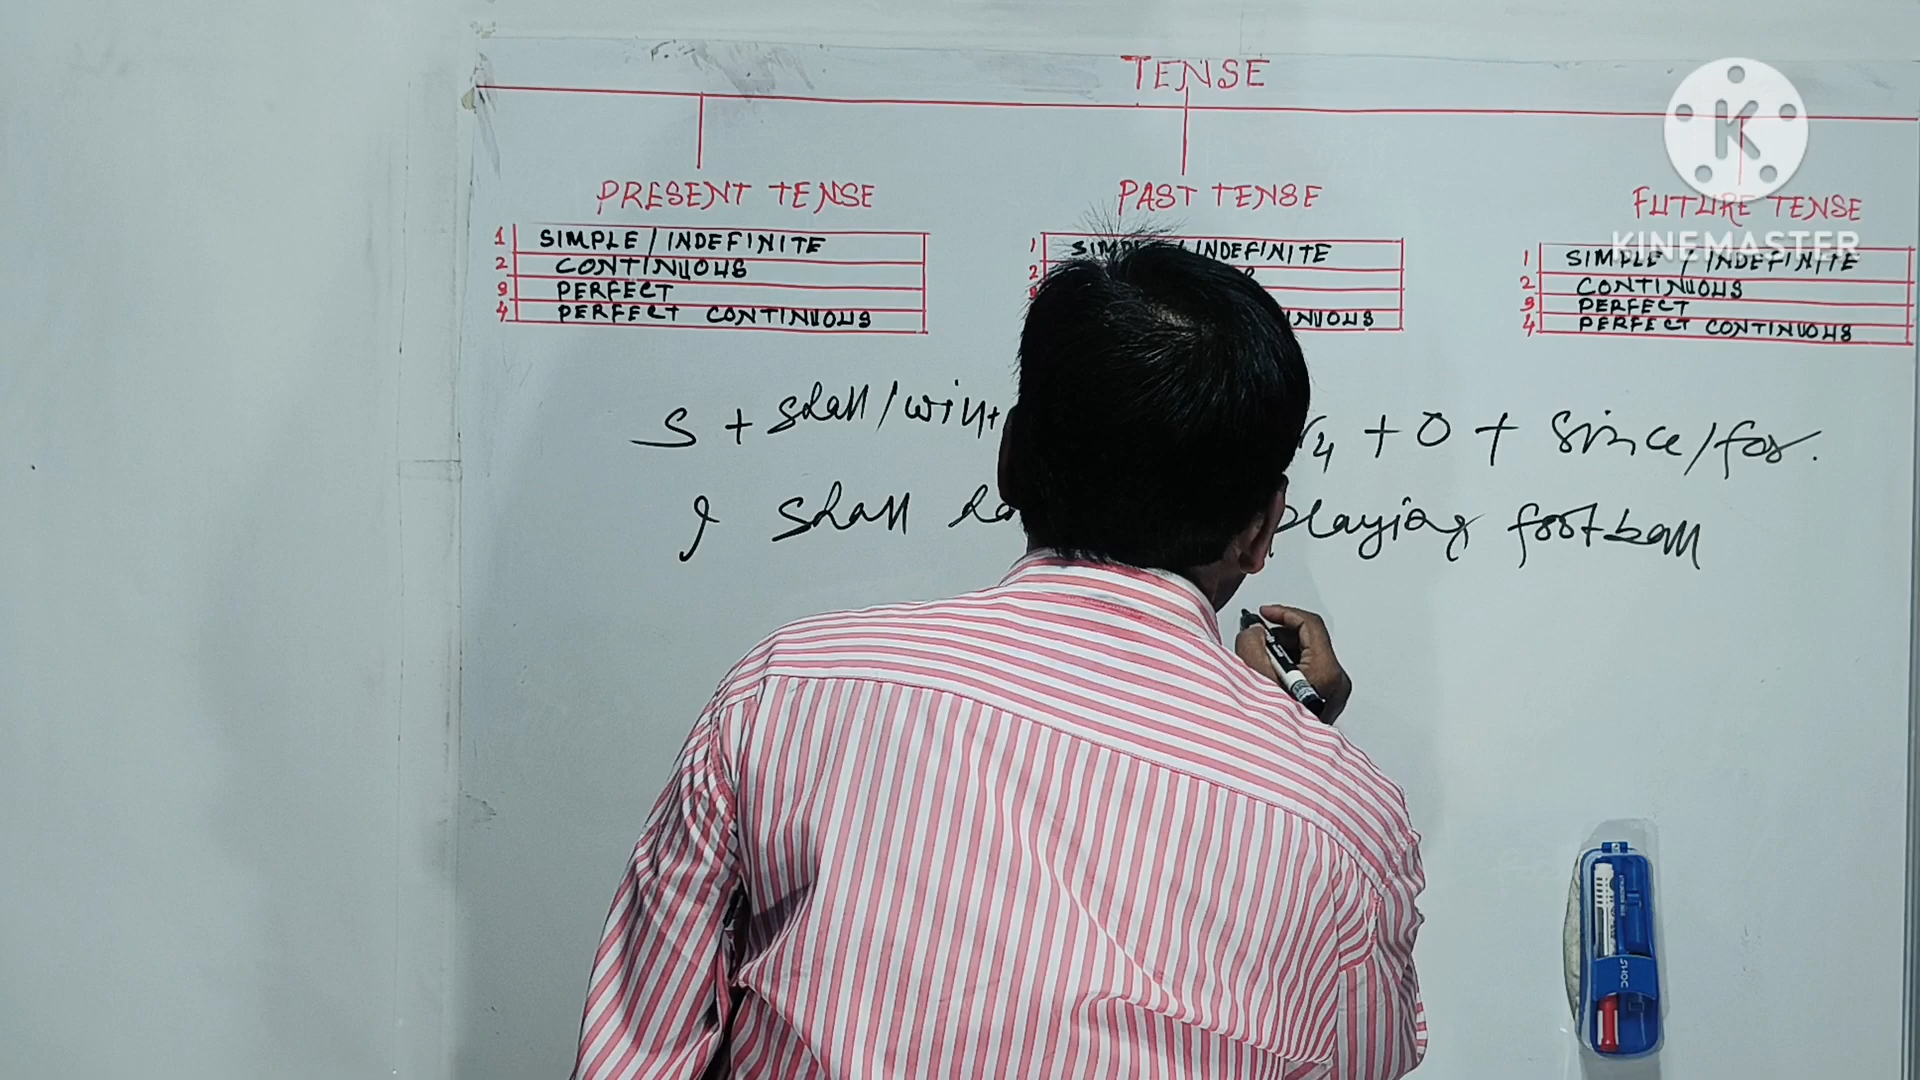 TENSE
PRESENT TENSE
1 SIMPLE / INDEFINITE
2 CONTINUOUS
3 PERFECT
4 PERFECT CONTINUOUS
PAST TENSE
1 SIMPLE / INDEFINITE
2
FUTURE TENSE
1 SIMPLE / INDEFINITE
2 CONTINUOUS
3 PERFECT
4 PERFECT CONTINUOUS
K
KINEMASTER
S + shall/will+ + O + since/for.
I shall playing football